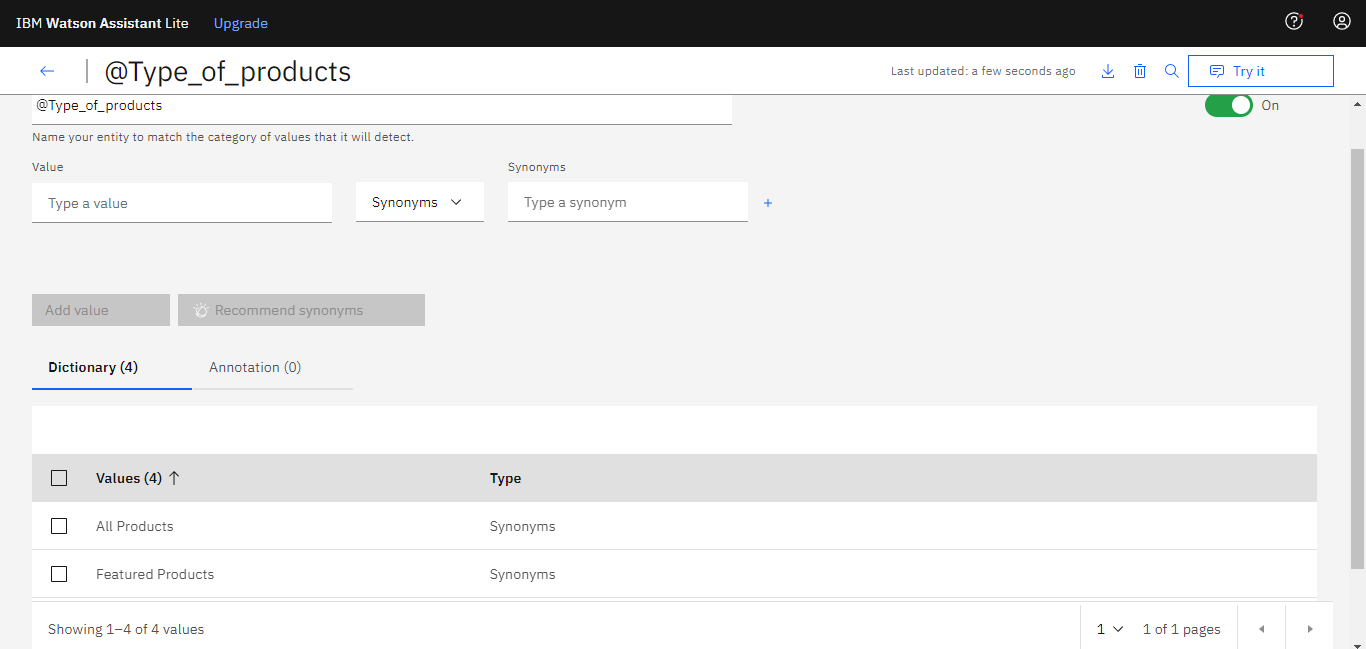 IBM Watson Assistant Lite Upgrade
@Type_of_products
Last updated: a few seconds ago
Try it
@Type_of_products
On
Name your entity to match the category of values that it will detect.
Value
Synonyms
Type a value
Synonyms
Type a synonym
Add value
Recommend synonyms
Dictionary (4)
Annotation (0)
Values (4)
Type
All Products
Synonyms
Featured Products
Synonyms
Showing 1–4 of 4 values
1
1 of 1 pages